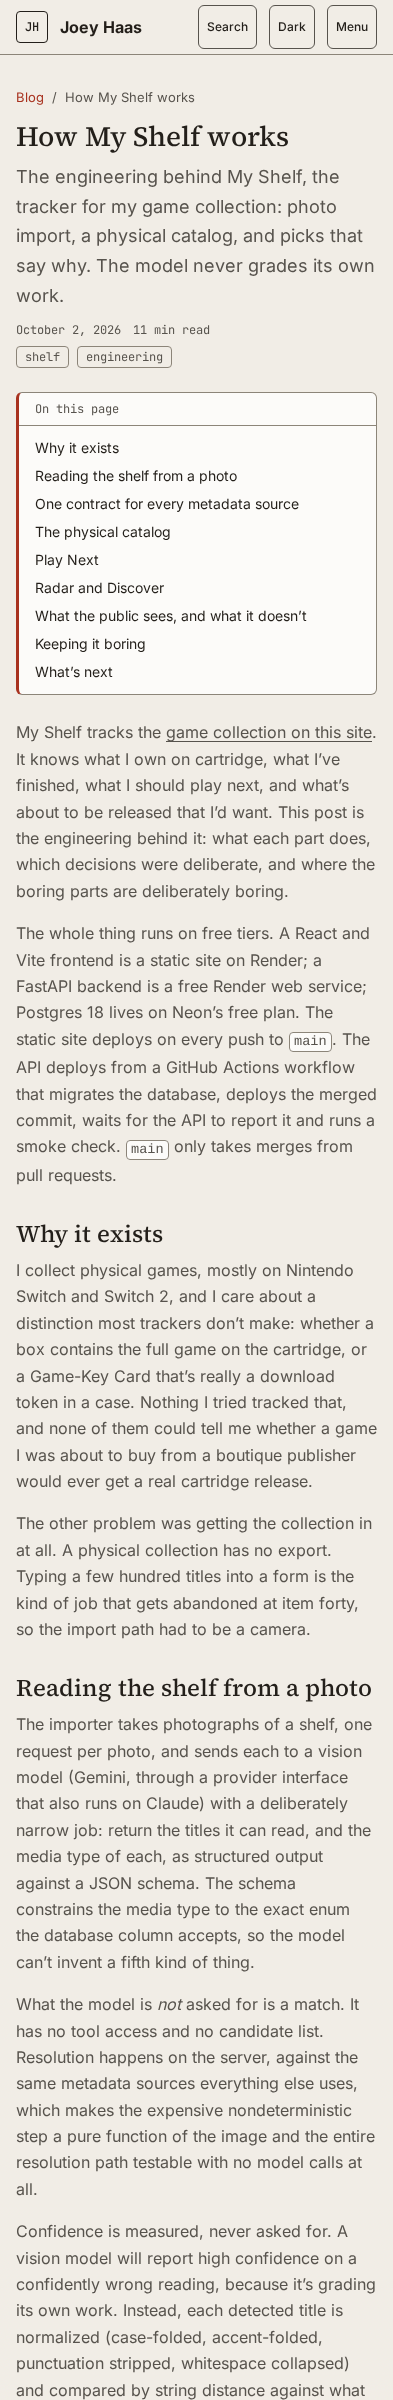 JH Joey Haas Search Dark Menu
Blog / How My Shelf works
How My Shelf works
The engineering behind My Shelf, the
tracker for my game collection: photo
import, a physical catalog, and picks that
say why. The model never grades its own
work.
October 2, 2026 11 min read
shelf engineering
On this page
Why it exists
Reading the shelf from a photo
One contract for every metadata source
The physical catalog
Play Next
Radar and Discover
What the public sees, and what it doesn’t
Keeping it boring
What’s next
My Shelf tracks the game collection on this site.
It knows what I own on cartridge, what I’ve
finished, what I should play next, and what’s
about to be released that I’d want. This post is
the engineering behind it: what each part does,
which decisions were deliberate, and where the
boring parts are deliberately boring.
The whole thing runs on free tiers. A React and
Vite frontend is a static site on Render; a
FastAPI backend is a free Render web service;
Postgres 18 lives on Neon’s free plan. The
static site deploys on every push to main. The
API deploys from a GitHub Actions workflow
that migrates the database, deploys the merged
commit, waits for the API to report it and runs a
smoke check. main only takes merges from
pull requests.
Why it exists
I collect physical games, mostly on Nintendo
Switch and Switch 2, and I care about a
distinction most trackers don’t make: whether a
box contains the full game on the cartridge, or
a Game-Key Card that’s really a download
token in a case. Nothing I tried tracked that,
and none of them could tell me whether a game
I was about to buy from a boutique publisher
would ever get a real cartridge release.
The other problem was getting the collection in
at all. A physical collection has no export.
Typing a few hundred titles into a form is the
kind of job that gets abandoned at item forty,
so the import path had to be a camera.
Reading the shelf from a photo
The importer takes photographs of a shelf, one
request per photo, and sends each to a vision
model (Gemini, through a provider interface
that also runs on Claude) with a deliberately
narrow job: return the titles it can read, and the
media type of each, as structured output
against a JSON schema. The schema
constrains the media type to the exact enum
the database column accepts, so the model
can’t invent a fifth kind of thing.
What the model is not asked for is a match. It
has no tool access and no candidate list.
Resolution happens on the server, against the
same metadata sources everything else uses,
which makes the expensive nondeterministic
step a pure function of the image and the entire
resolution path testable with no model calls at
all.
Confidence is measured, never asked for. A
vision model will report high confidence on a
confidently wrong reading, because it’s grading
its own work. Instead, each detected title is
normalized (case-folded, accent-folded,
punctuation stripped, whitespace collapsed)
and compared by string distance against what